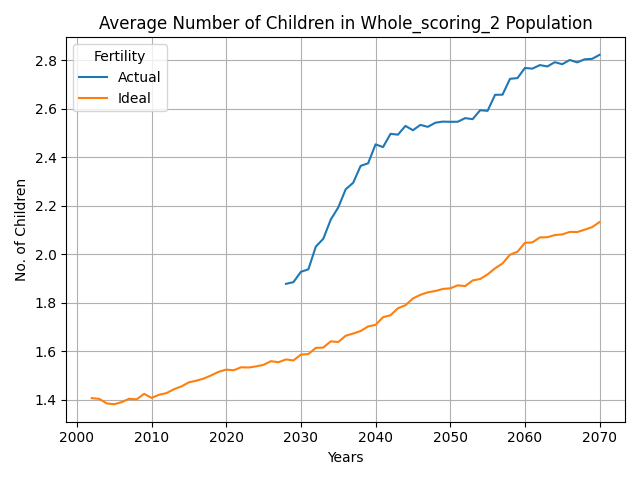 Average Number of Children in Whole_scoring_2 Population
Fertility
Actual
Ideal
No. of Children
2.8
2.6
2.4
2.2
2.0
1.8
1.6
1.4
2000 2010 2020 2030 2040 2050 2060 2070
Years